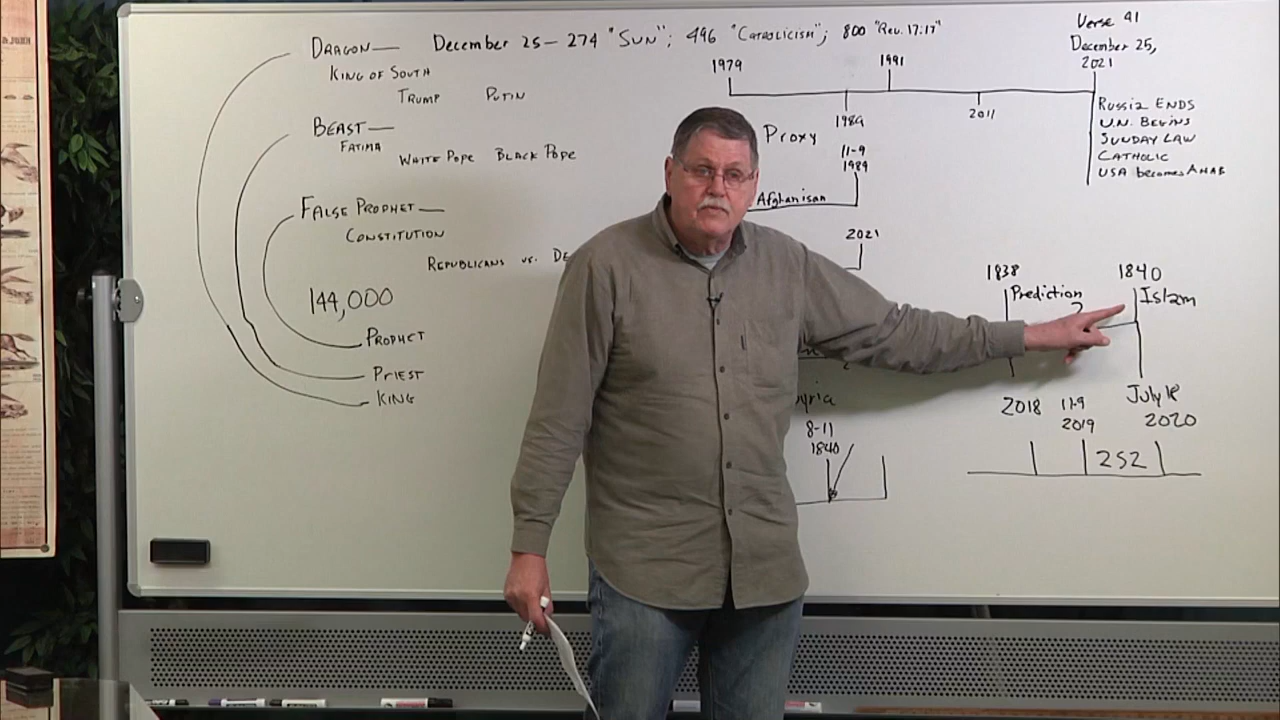 DRAGON— December 25— 274 "SUN"; 496 "CATHOLICISM"; 800 "Rev. 17:17"
KING OF SOUTH
TRUMP PUTIN
BEAST—
FATIMA
WHITE POPE BLACK POPE
FALSE PROPHET—
CONSTITUTION
REPUBLICANS vs. DE
144,000
PROPHET
PRIEST
KING
Verse 41
December 25,
2021
1979
1991
1989
2011
RUSSIA ENDS
U.N. BEGINS
SUNDAY LAW
CATHOLIC
USA becomes AHAB
Proxy
11-9
1989
Afghanisan
2021
yria
8-11
1840
1838
1840
Prediction
Islam
2018
11-9
2019
July 18
2020
252